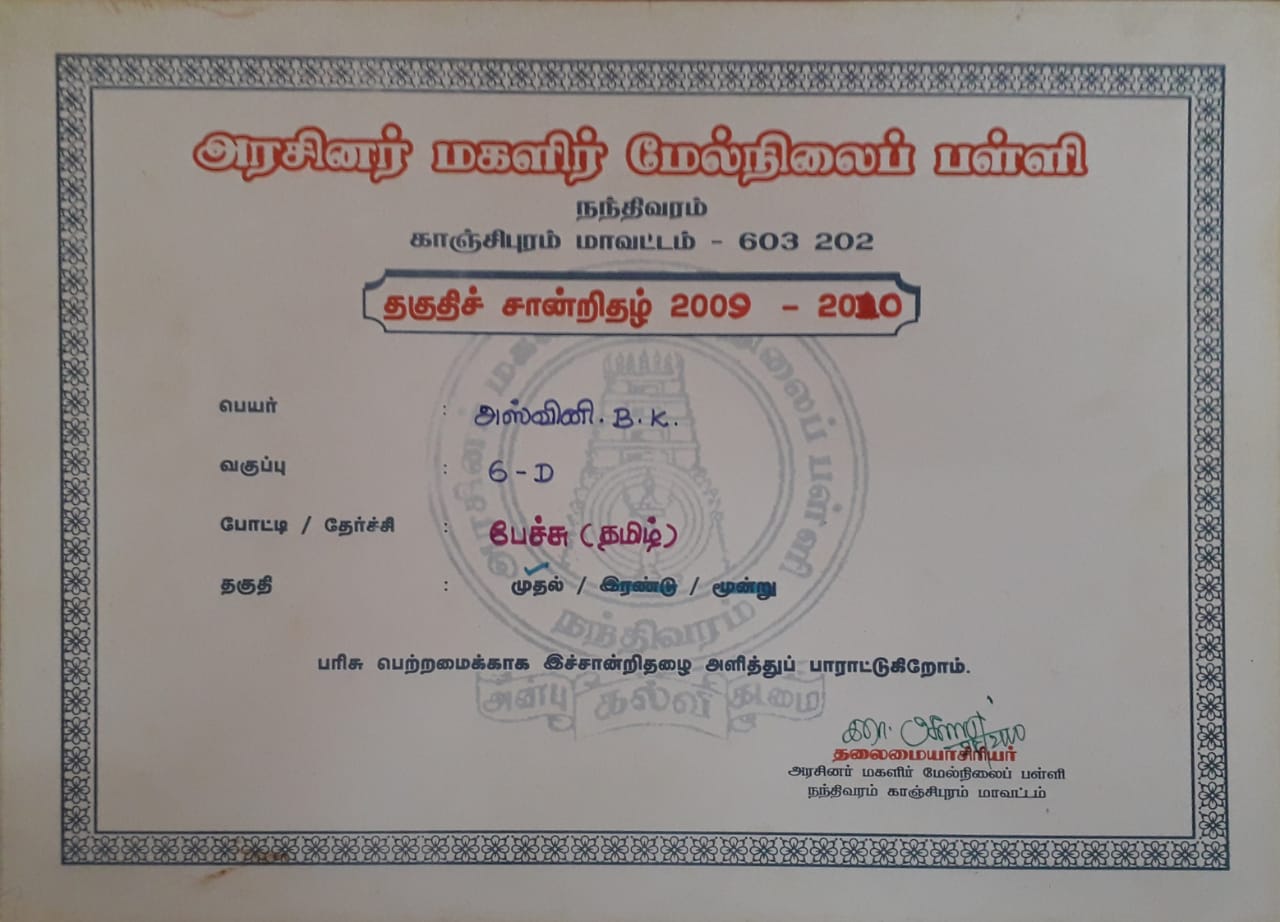 அரசினர் மகளிர் மேல்நிலைப் பள்ளி
நந்திவரம்
காஞ்சிபுரம் மாவட்டம் - 603 202
தகுதிச் சான்றிதழ் 2009 - 2010
பெயர் : அஸ்வினி. B. K.
வகுப்பு : 6 - D
போட்டி / தேர்ச்சி : பேச்சு (தமிழ்)
தகுதி : முதல் / இரண்டு / மூன்று
நந்திவரம்
பரிசு பெற்றமைக்காக இச்சான்றிதழை அளித்துப் பாராட்டுகிறோம்.
அன்பு கல்வி கடமை
தலைமையாசிரியர்
அரசினர் மகளிர் மேல்நிலைப் பள்ளி
நந்திவரம் காஞ்சிபுரம் மாவட்டம்